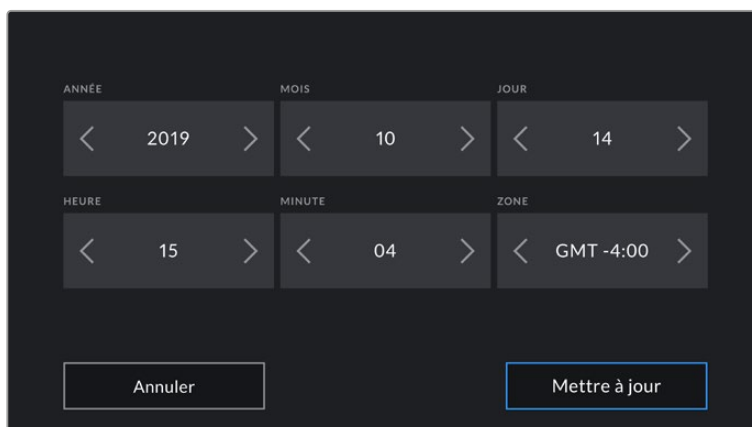 ANNÉE MOIS JOUR
2019 10 14
HEURE MINUTE ZONE
15 04 GMT -4:00
Annuler Mettre à jour